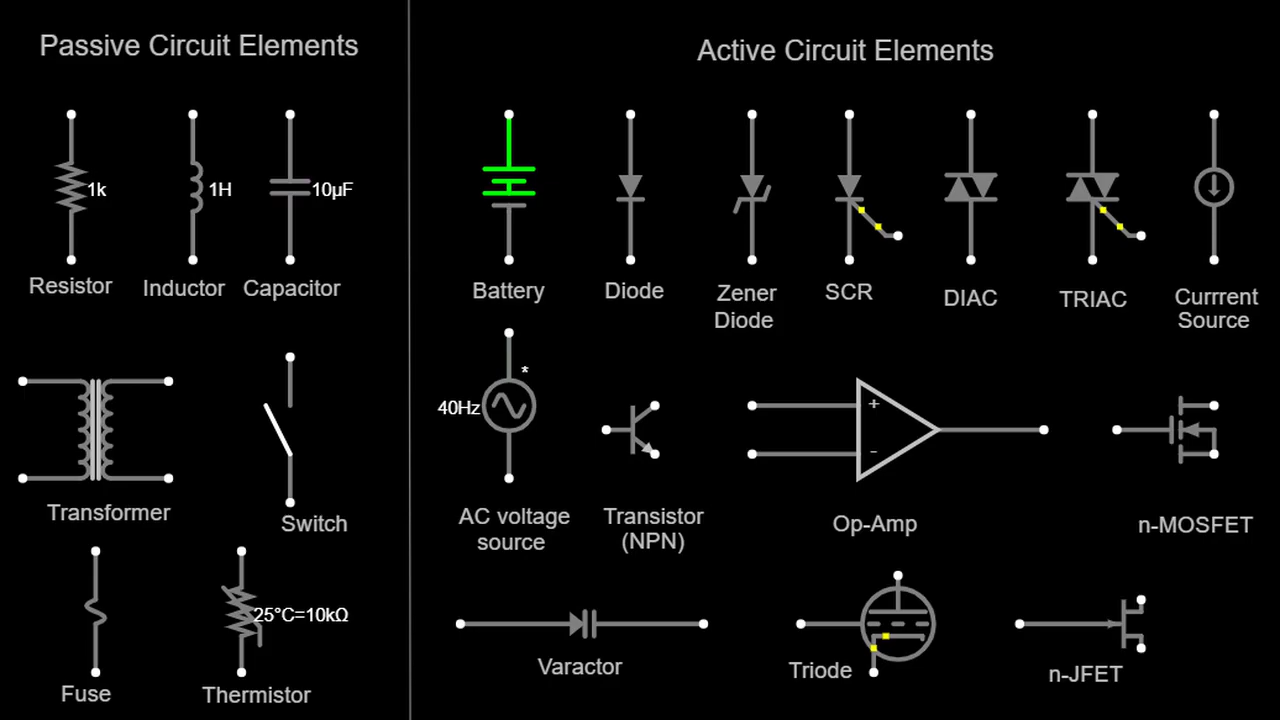 Passive Circuit Elements
1k
1H
10µF
Resistor
Inductor
Capacitor
Transformer
Switch
25°C=10kΩ
Fuse
Thermistor
Active Circuit Elements
Battery
Diode
Zener
Diode
SCR
DIAC
TRIAC
Currrent
Source
*
40Hz
+
-
AC voltage
source
Transistor
(NPN)
Op-Amp
n-MOSFET
Varactor
Triode
n-JFET